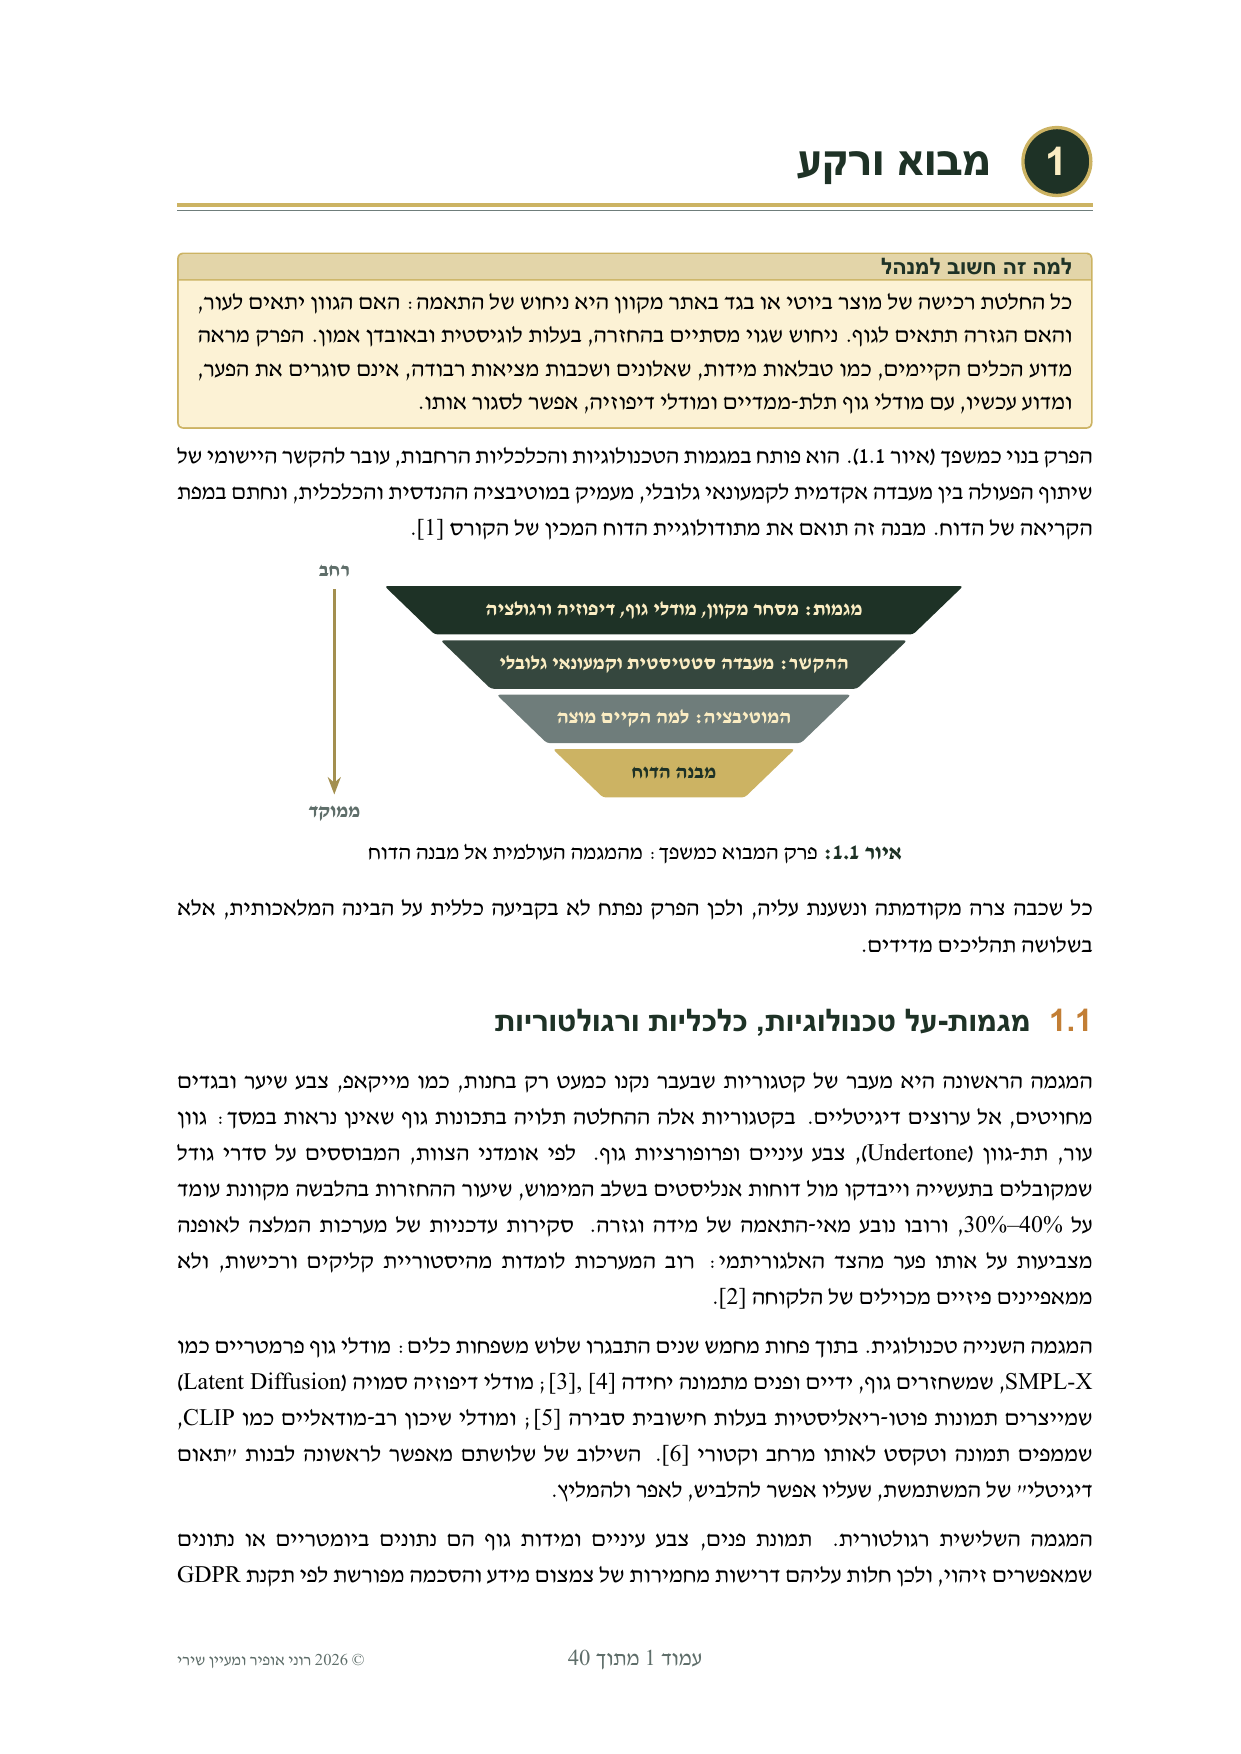 1 מבוא ורקע
למה זה חשוב למנהל
כל החלטת רכישה של מוצר ביוטי או בגד באתר מקוון היא ניחוש של התאמה: האם הגוון יתאים לעור,
והאם הגזרה תתאים לגוף. ניחוש שגוי מסתיים בהחזרה, בעלות לוגיסטית ובאובדן אמון. הפרק מראה
מדוע הכלים הקיימים, כמו טבלאות מידות, שאלונים ושכבות מציאות רבודה, אינם סוגרים את הפער,
ומדוע עכשיו, עם מודלי גוף תלת-ממדיים ומודלי דיפוזיה, אפשר לסגור אותו.
הפרק בנוי כמשפך (איור 1.1). הוא פותח במגמות הטכנולוגיות והכלכליות הרחבות, עובר להקשר היישומי של
שיתוף הפעולה בין מעבדה אקדמית לקמעונאי גלובלי, מעמיק במוטיבציה ההנדסית והכלכלית, ונחתם במפת
הקריאה של הדוח. מבנה זה תואם את מתודולוגיית הדוח המכין של הקורס [1].
רחב
מגמות: מסחר מקוון, מודלי גוף, דיפוזיה ורגולציה
ההקשר: מעבדה סטטיסטית וקמעונאי גלובלי
המוטיבציה: למה הקיים מוצה
מבנה הדוח
ממוקד
איור 1.1: פרק המבוא כמשפך: מהמגמה העולמית אל מבנה הדוח
כל שכבה צרה מקודמתה ונשענת עליה, ולכן הפרק נפתח לא בקביעה כללית על הבינה המלאכותית, אלא
בשלושה תהליכים מדידים.
1.1 מגמות-על טכנולוגיות, כלכליות ורגולטוריות
המגמה הראשונה היא מעבר של קטגוריות שבעבר נקנו כמעט רק בחנות, כמו מייקאפ, צבע שיער ובגדים
מחויטים, אל ערוצים דיגיטליים. בקטגוריות אלה ההחלטה תלויה בתכונות גוף שאינן נראות במסך: גוון
עור, תת-גוון (Undertone), צבע עיניים ופרופורציות גוף. לפי אומדני הצוות, המבוססים על סדרי גודל
שמקובלים בתעשייה וייבדקו מול דוחות אנליסטים בשלב המימוש, שיעור ההחזרות בהלבשה מקוונת עומד
על 30%–40%, ורובו נובע מאי-התאמה של מידה וגזרה. סקירות עדכניות של מערכות המלצה לאופנה
מצביעות על אותו פער מהצד האלגוריתמי: רוב המערכות לומדות מהיסטוריית קליקים ורכישות, ולא
ממאפיינים פיזיים מכוילים של הלקוחה [2].
המגמה השנייה טכנולוגית. בתוך פחות מחמש שנים התבגרו שלוש משפחות כלים: מודלי גוף פרמטריים כמו
SMPL-X, שמשחזרים גוף, ידיים ופנים מתמונה יחידה [3], [4]; מודלי דיפוזיה סמויה (Latent Diffusion)
שמייצרים תמונות פוטו-ריאליסטיות בעלות חישובית סבירה [5]; ומודלי שיכון רב-מודאליים כמו CLIP,
שממפים תמונה וטקסט לאותו מרחב וקטורי [6]. השילוב של שלושתם מאפשר לראשונה לבנות ״תאום
דיגיטלי״ של המשתמשת, שעליו אפשר להלביש, לאפר ולהמליץ.
המגמה השלישית רגולטורית. תמונת פנים, צבע עיניים ומידות גוף הם נתונים ביומטריים או נתונים
שמאפשרים זיהוי, ולכן חלות עליהם דרישות מחמירות של צמצום מידע והסכמה מפורשת לפי תקנת GDPR
עמוד 1 מתוך 40
© 2026 רוני אופיר ומעיין שירי